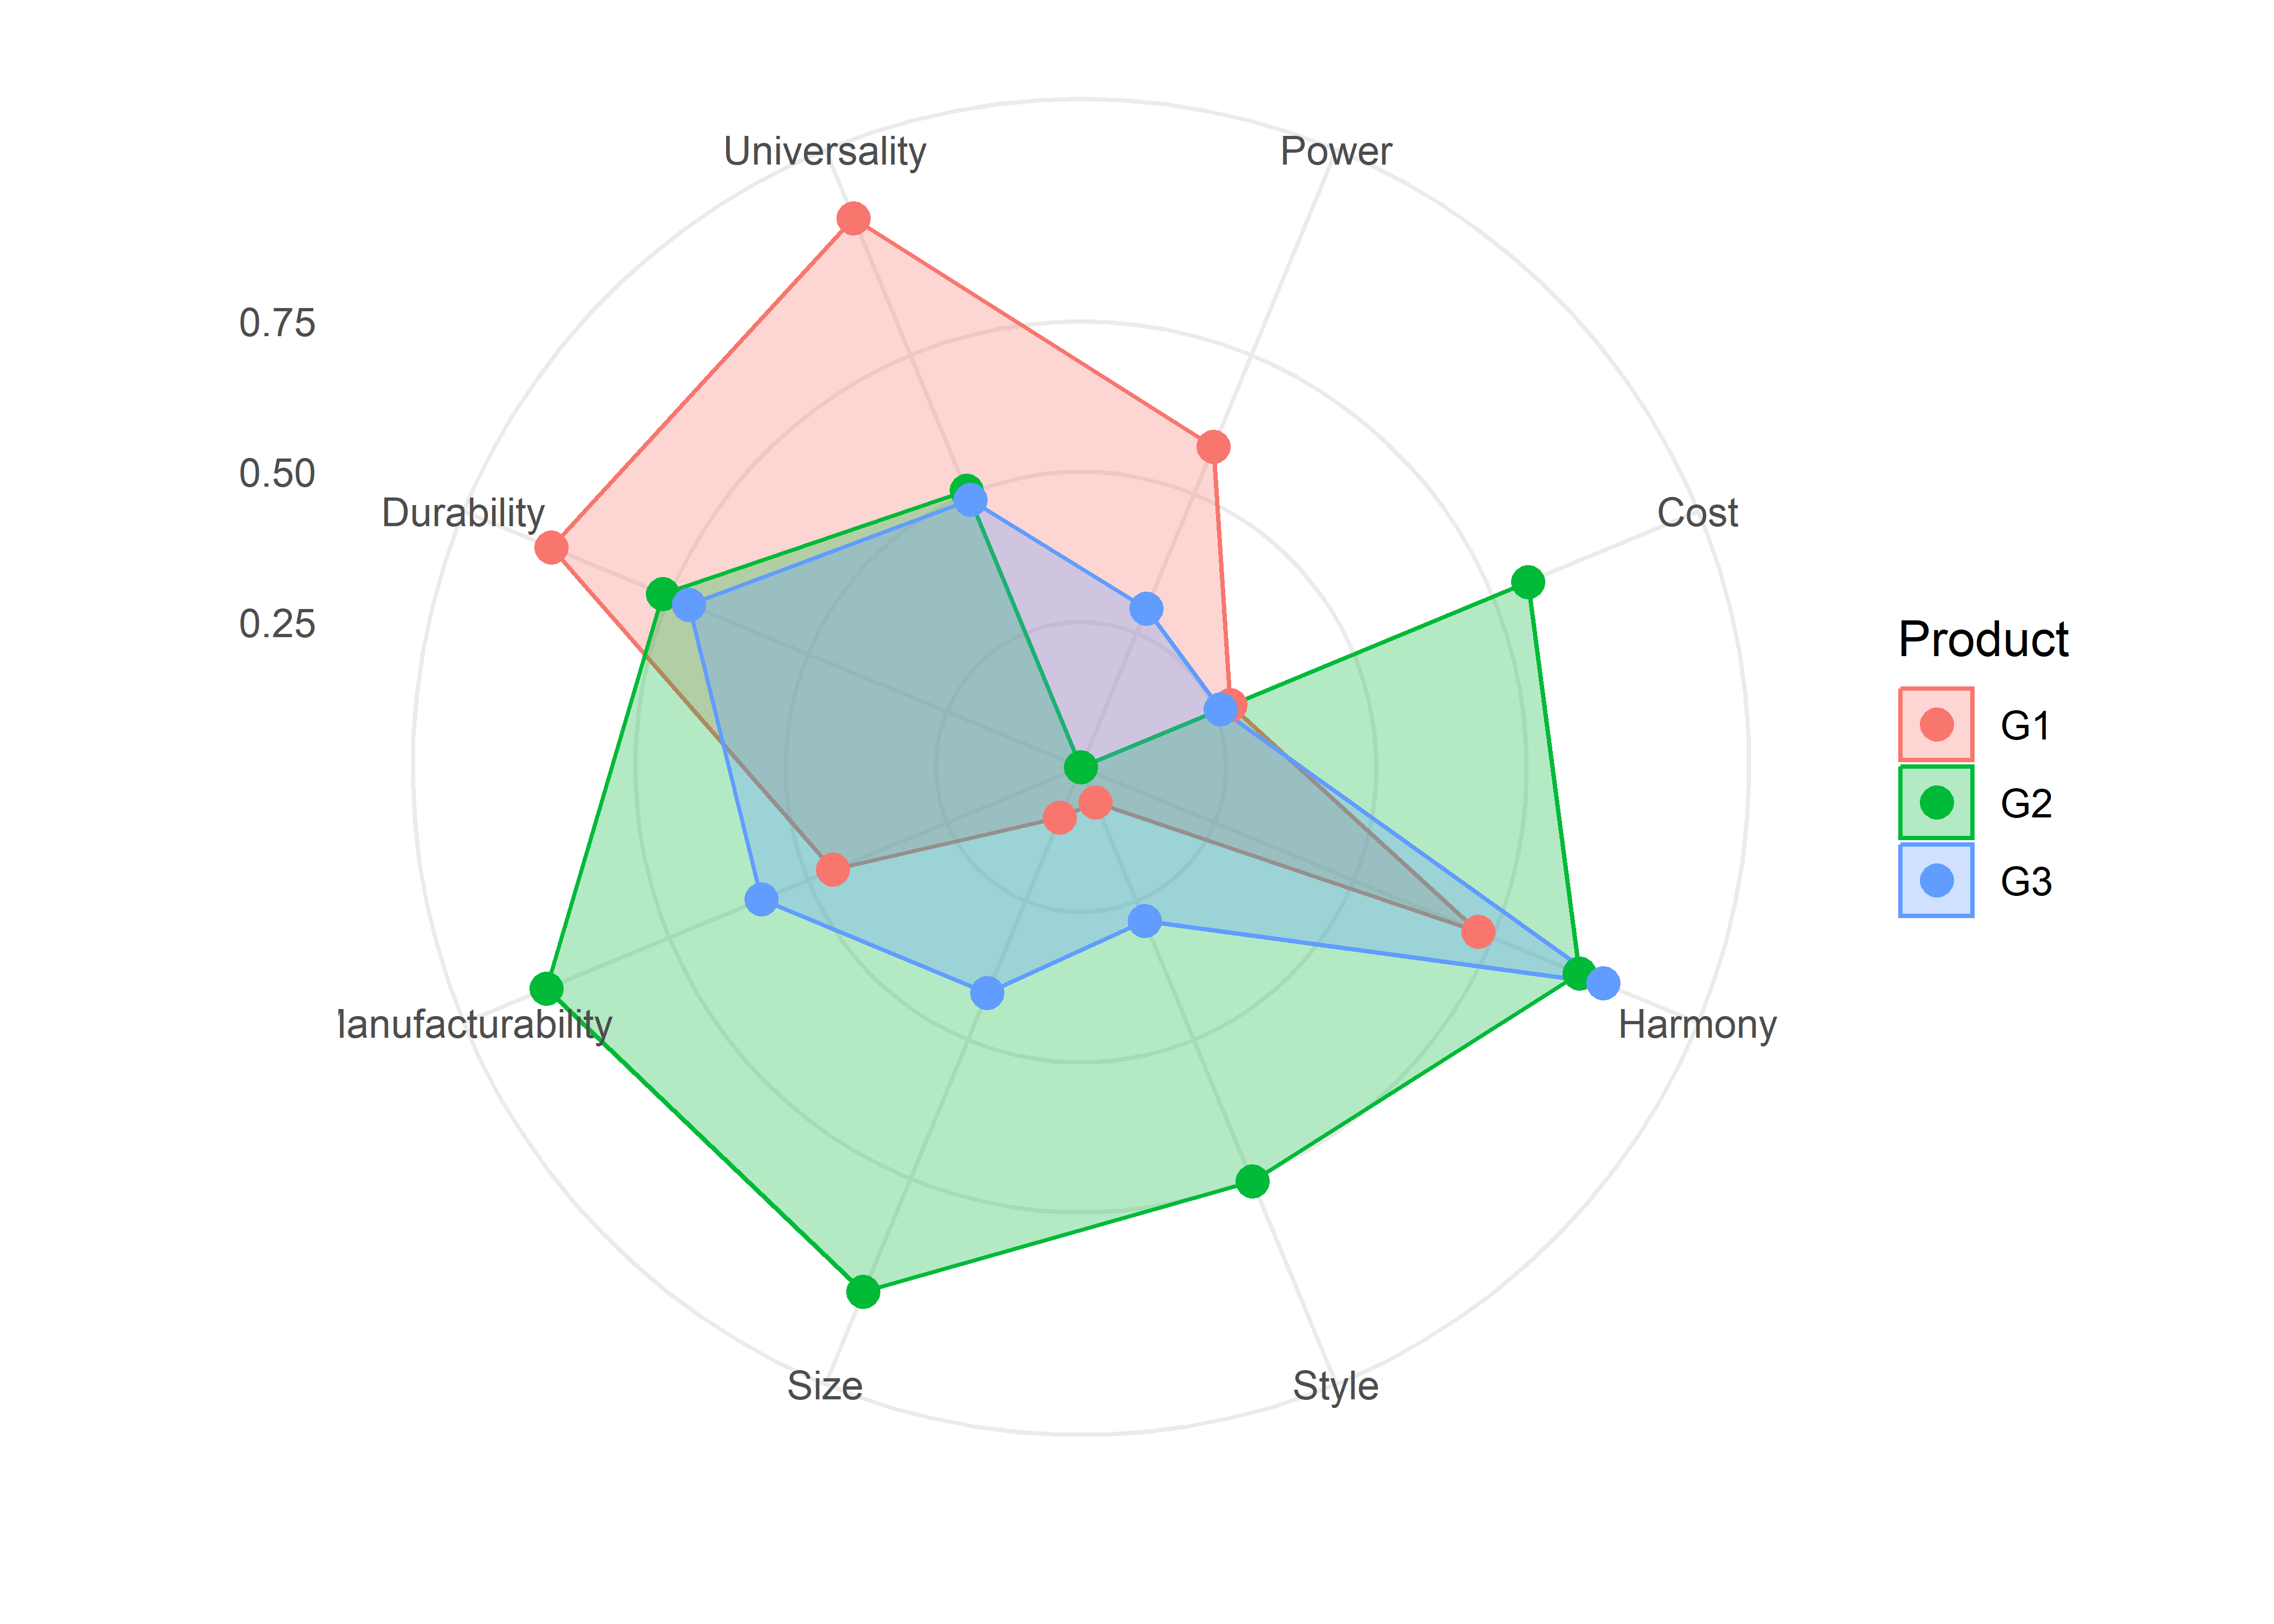 Universality
Power
0.75
0.50
Durability
Cost
0.25
Product
G1
G2
G3
lanufacturability
Harmony
Size
Style